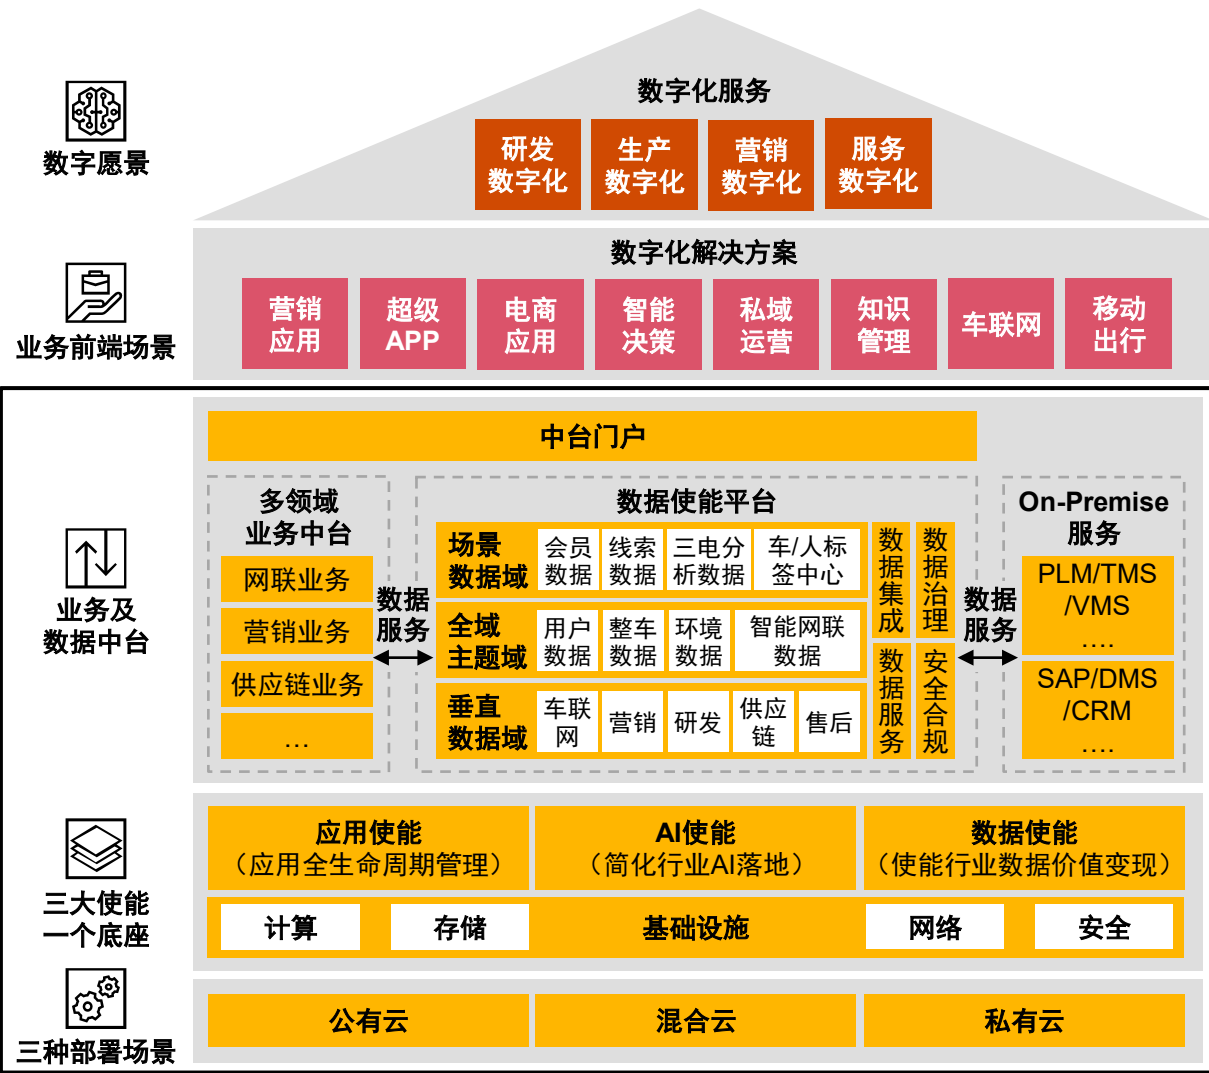 数字愿景
数字化服务
研发
数字化
生产
数字化
营销
数字化
服务
数字化
业务前端场景
数字化解决方案
营销
应用
超级
APP
电商
应用
智能
决策
私域
运营
知识
管理
车联网
移动
出行
业务及
数据中台
中台门户
多领域
业务中台
网联业务
营销业务
供应链业务
…
数据
服务
数据使能平台
场景
数据域
会员
数据
线索
数据
三电分
析数据
车/人标
签中心
全域
主题域
用户
数据
整车
数据
环境
数据
智能网联
数据
垂直
数据域
车联
网
营销
研发
供应
链
售后
数据集成
数据治理
数据服务
安全合规
数据
服务
On-Premise
服务
PLM/TMS
/VMS
….
SAP/DMS
/CRM
….
三大使能
一个底座
应用使能
（应用全生命周期管理）
AI使能
（简化行业AI落地）
数据使能
（使能行业数据价值变现）
计算
存储
基础设施
网络
安全
三种部署场景
公有云
混合云
私有云